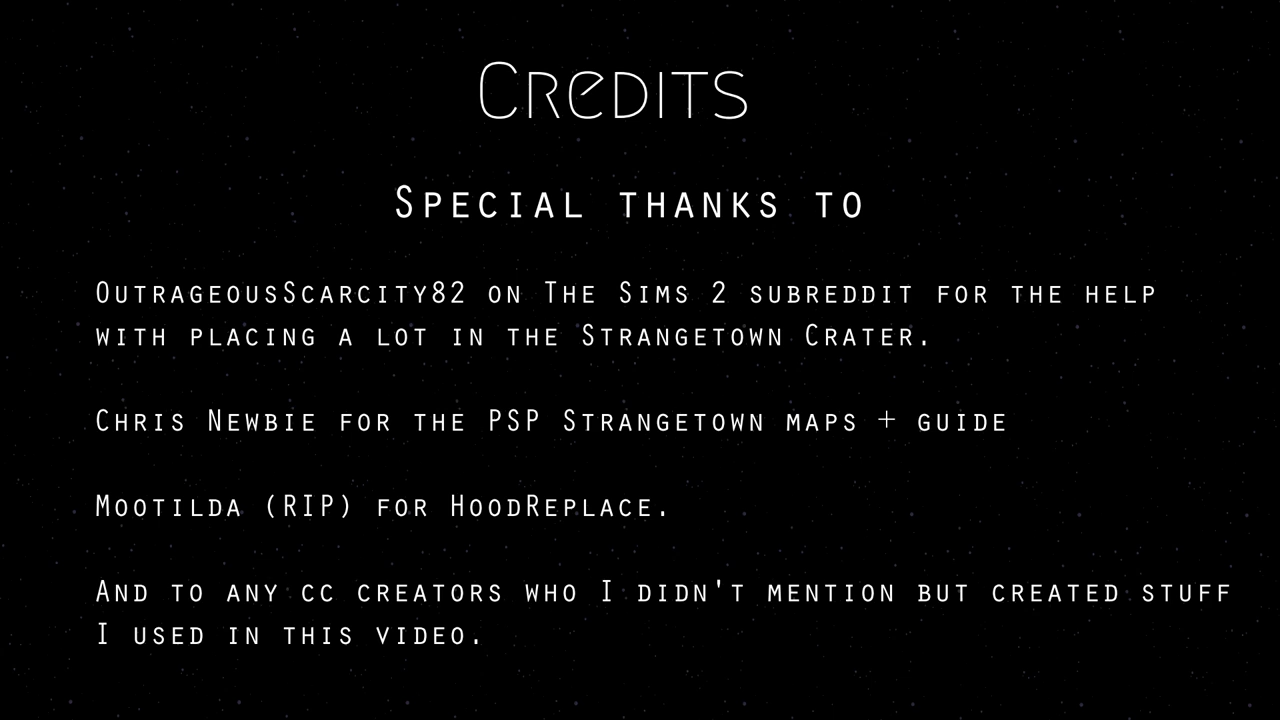 Credits
Special thanks to
OutrageousScarcity82 on The Sims 2 subreddit for the help
with placing a lot in the Strangetown Crater.
Chris Newbie for the PSP Strangetown maps + guide
Mootilda (RIP) for HoodReplace.
And to any cc creators who I didn't mention but created stuff
I used in this video.